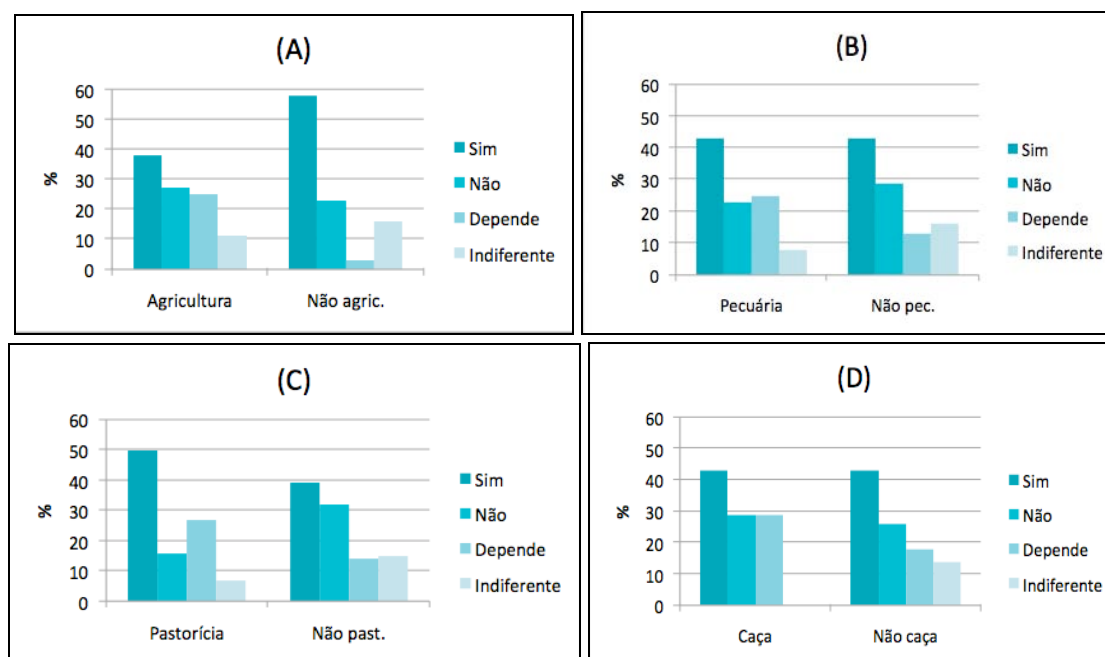 (A)
60
50
40
30
20
10
0
%
Agricultura
Não agric.
Sim
Não
Depende
Indiferente
(B)
60
50
40
30
20
10
0
%
Pecuária
Não pec.
Sim
Não
Depende
Indiferente
(C)
60
50
40
30
20
10
0
%
Pastorícia
Não past.
Sim
Não
Depende
Indiferente
(D)
60
50
40
30
20
10
0
%
Caça
Não caça
Sim
Não
Depende
Indiferente